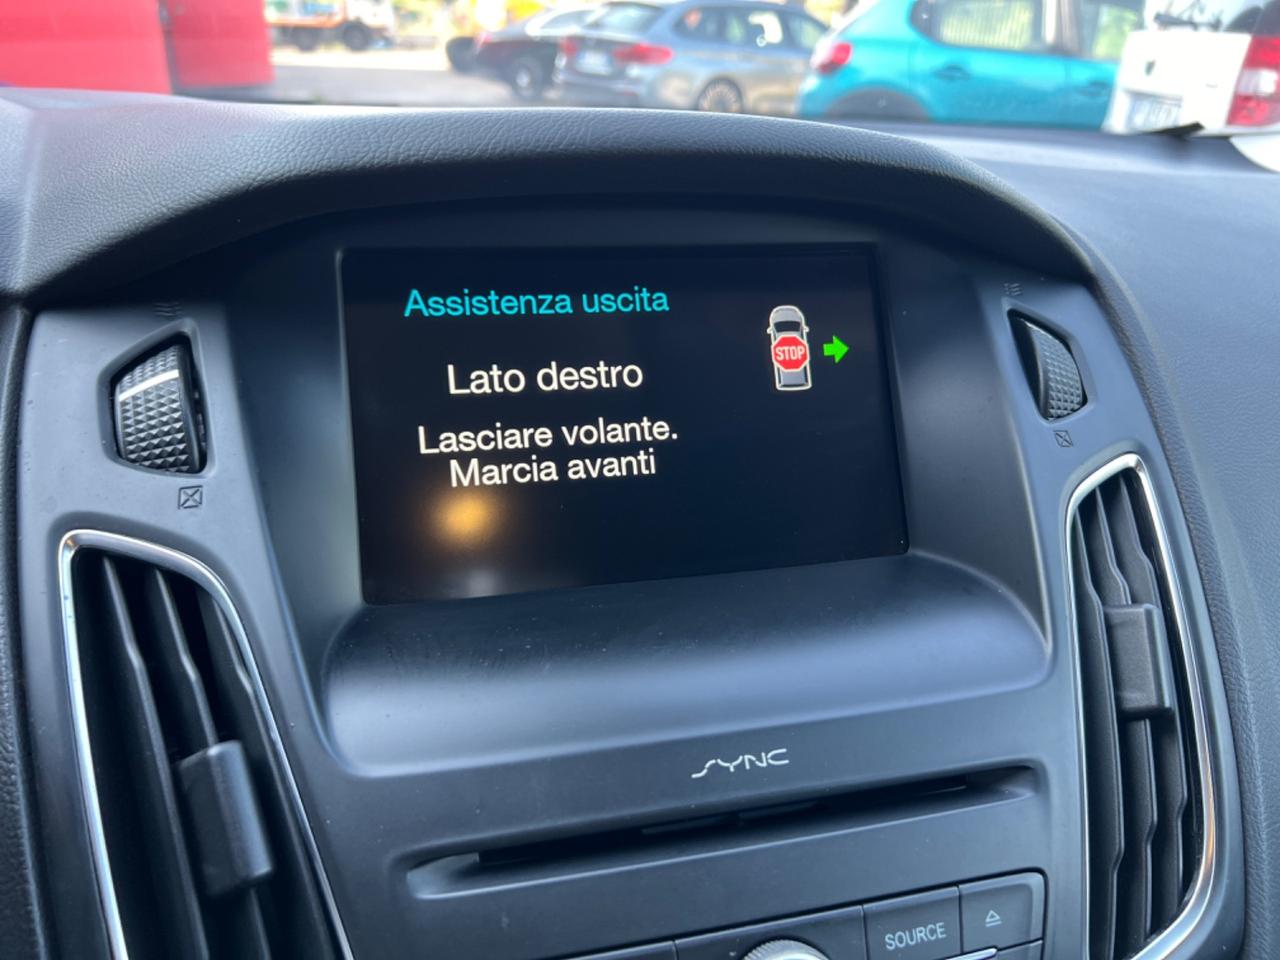 Assistenza uscita
STOP
Lato destro
Lasciare volante.
Marcia avanti
SYNC
SOURCE